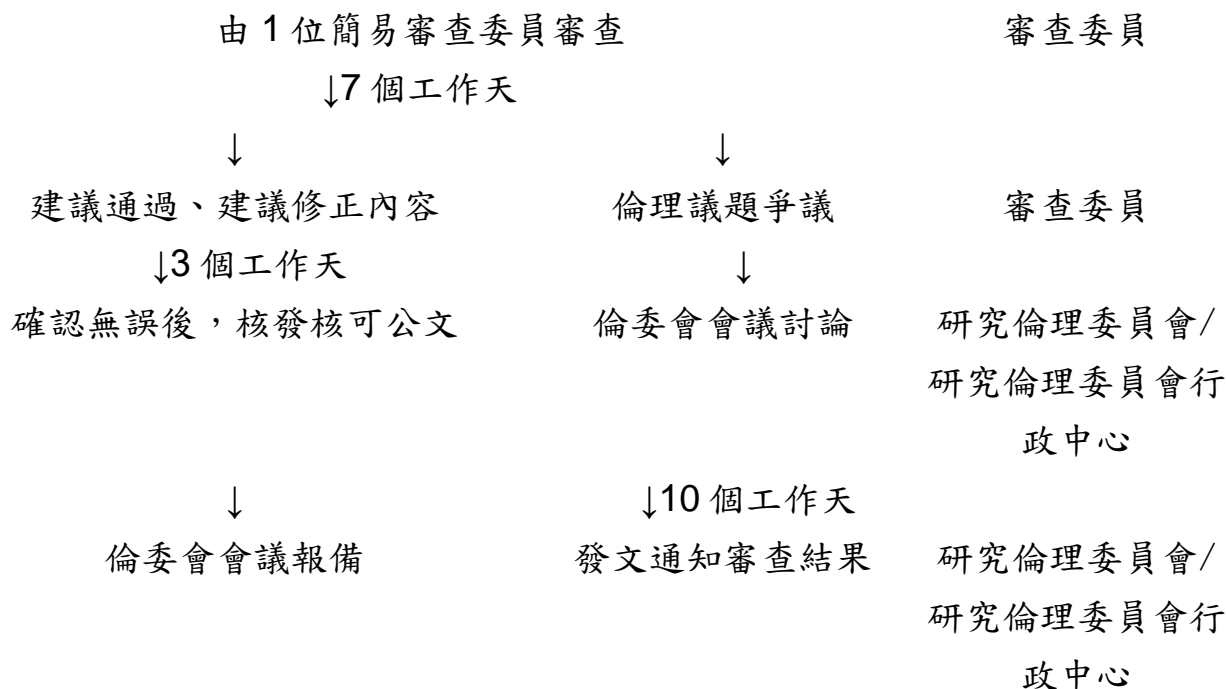 由 1 位簡易審查委員審查 審查委員
↓7 個工作天
↓ ↓
建議通過、建議修正內容 倫理議題爭議 審查委員
↓3 個工作天 ↓
確認無誤後，核發核可公文 倫委會會議討論 研究倫理委員會/
研究倫理委員會行
政中心
↓ ↓10 個工作天
倫委會會議報備 發文通知審查結果 研究倫理委員會/
研究倫理委員會行
政中心